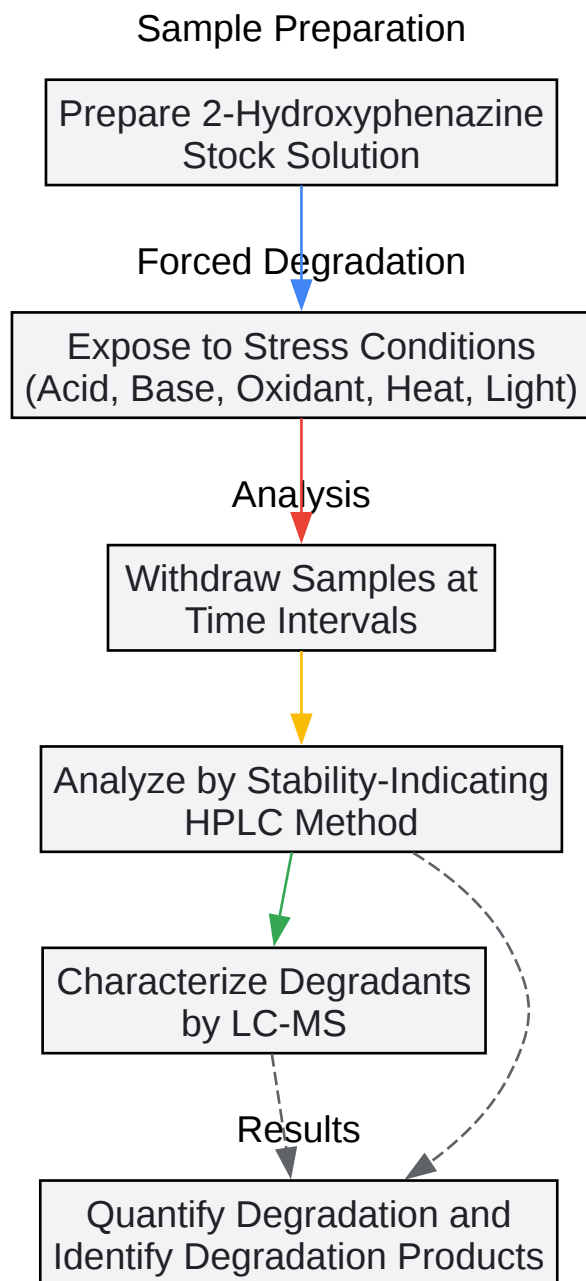 Sample Preparation
Prepare 2-Hydroxyphenazine
Stock Solution
Forced Degradation
Expose to Stress Conditions
(Acid, Base, Oxidant, Heat, Light)
Analysis
Withdraw Samples at
Time Intervals
Analyze by Stability-Indicating
HPLC Method
Characterize Degradants
by LC-MS
Results
Quantify Degradation and
Identify Degradation Products